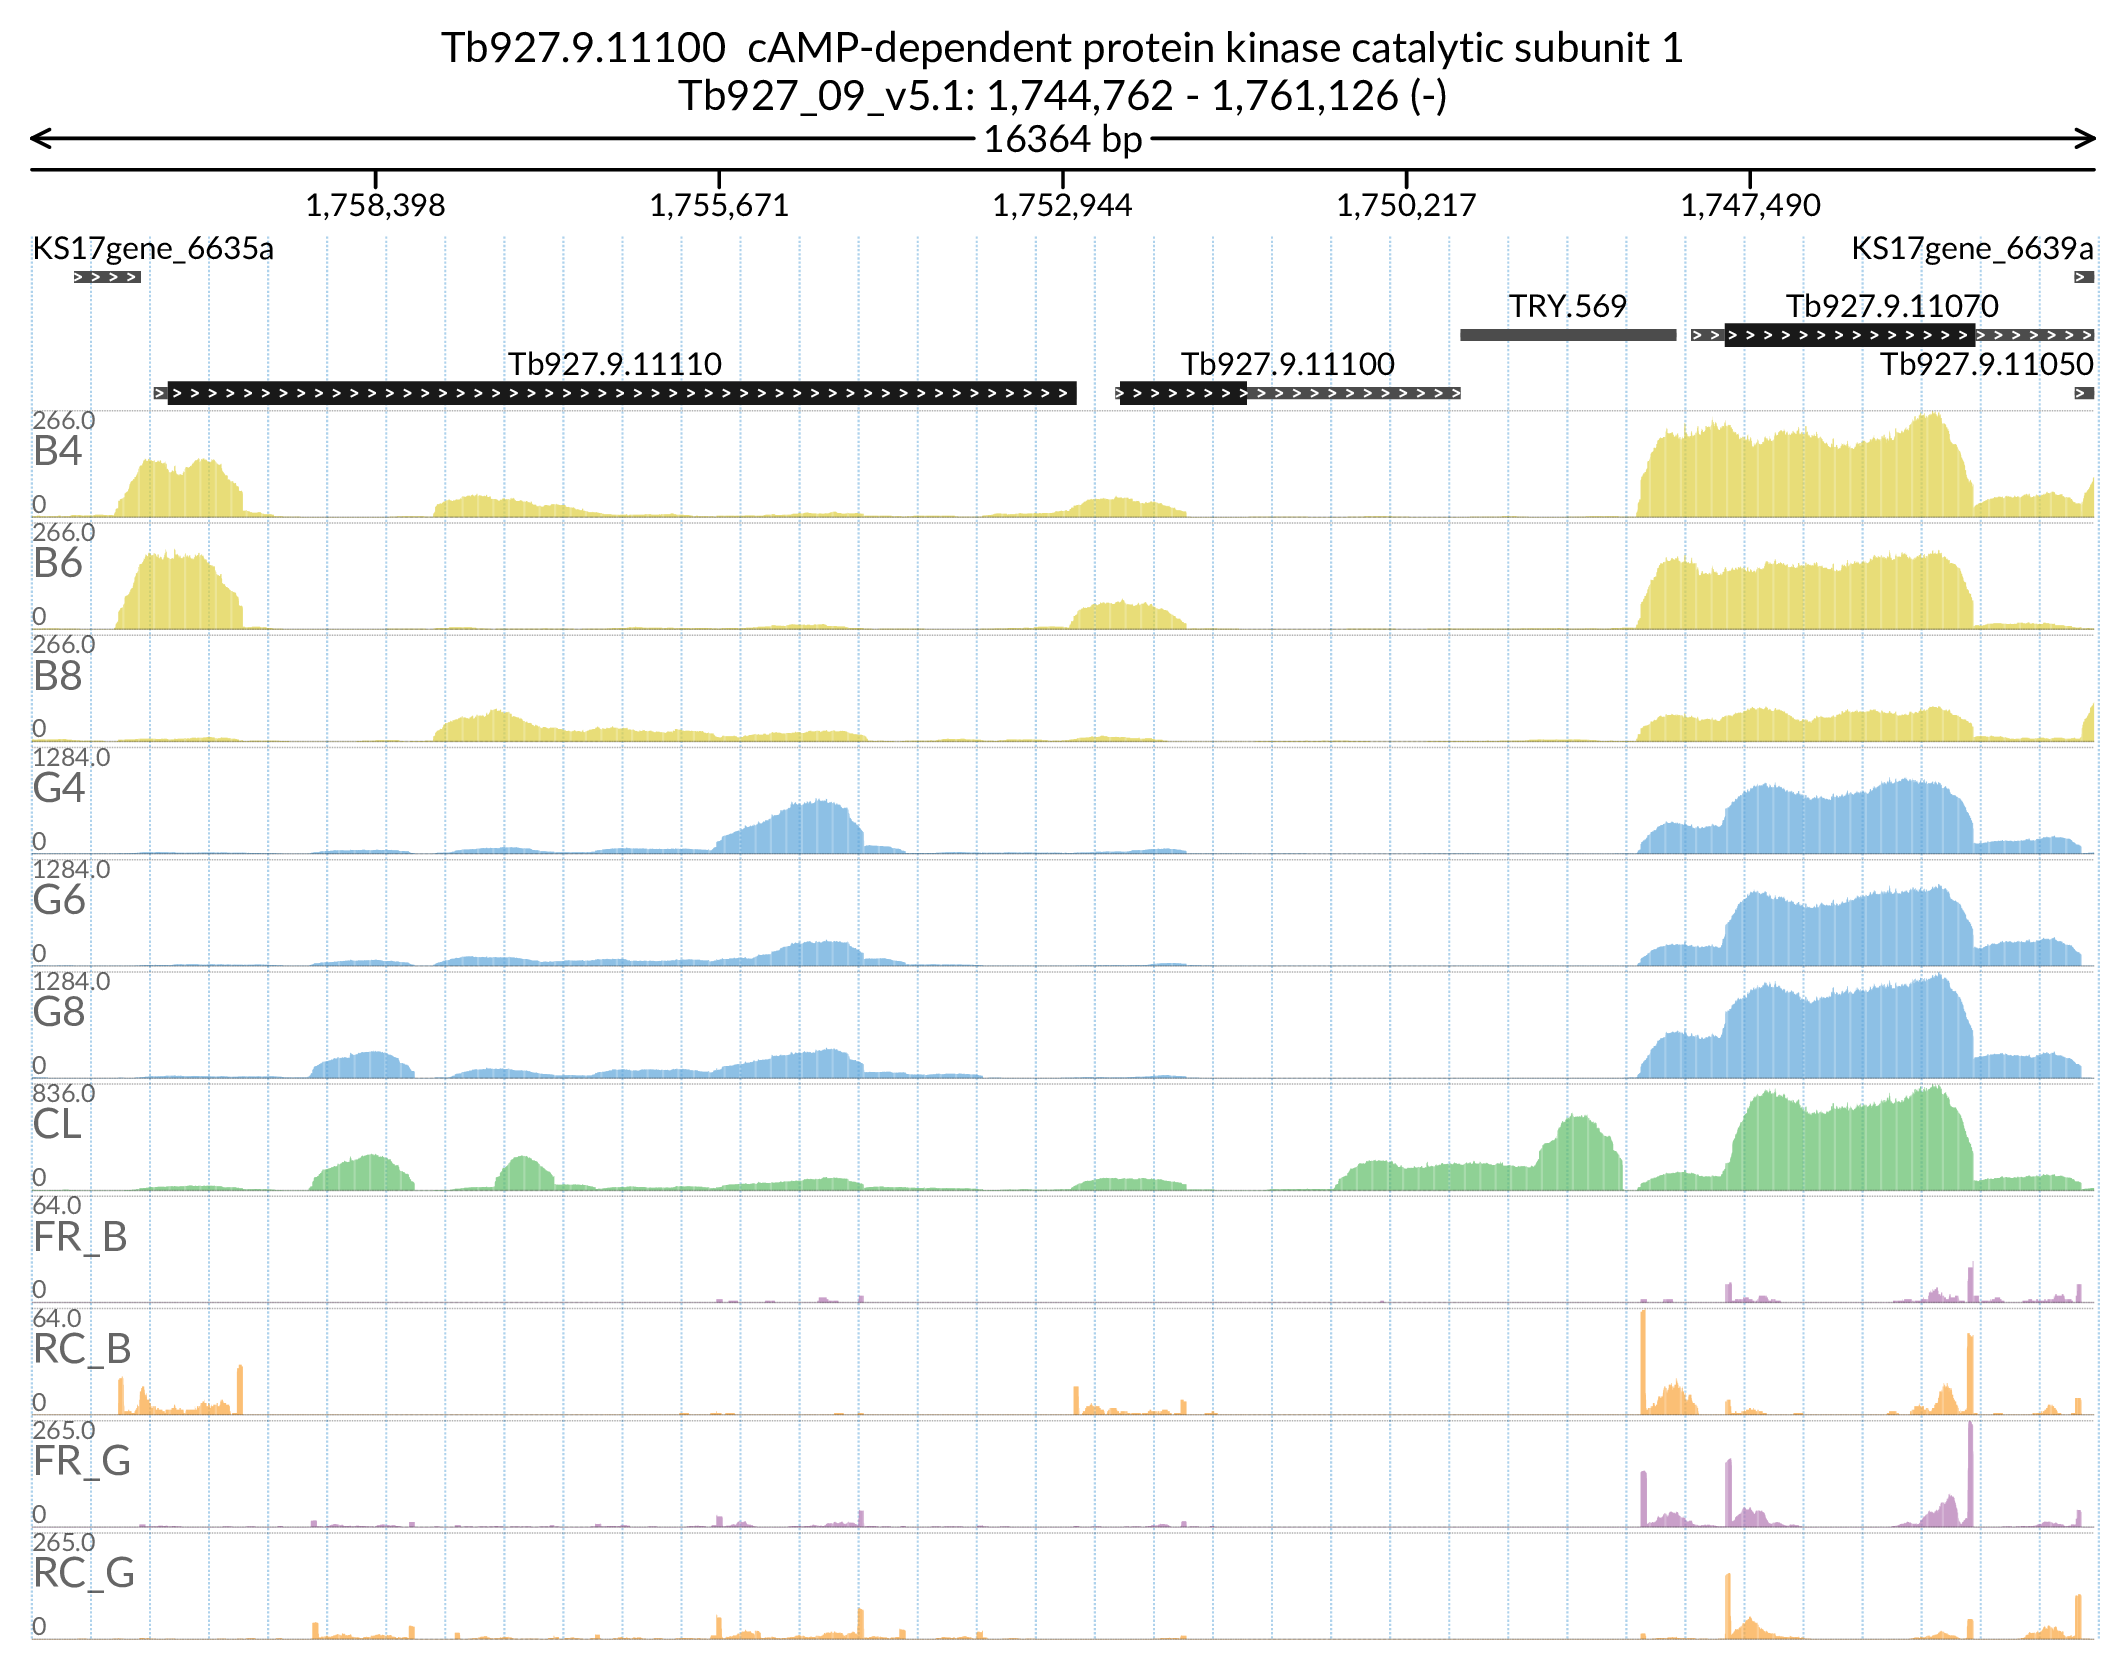 Tb927.9.11100  cAMP-dependent protein kinase catalytic subunit 1
Tb927_09_v5.1: 1,744,762 - 1,761,126 (-)
16364 bp
1,758,398 1,755,671 1,752,944 1,750,217 1,747,490
KS17gene_6635a KS17gene_6639a
TRY.569 Tb927.9.11070
Tb927.9.11110 Tb927.9.11100 Tb927.9.11050
266.0
B4
0
266.0
B6
0
266.0
B8
0
1284.0
G4
0
1284.0
G6
0
1284.0
G8
0
836.0
CL
0
64.0
FR_B
0
64.0
RC_B
0
265.0
FR_G
0
265.0
RC_G
0